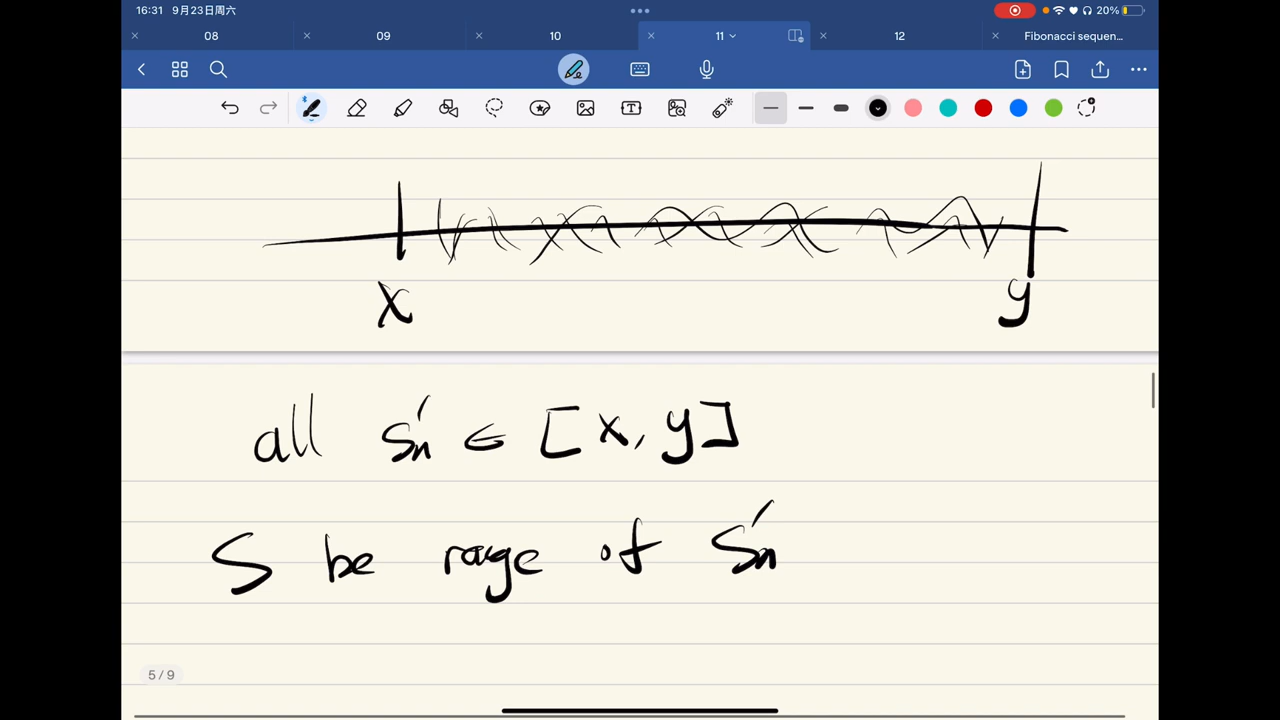 16:31 9月23日周六 20%
08 09 10 11 12 Fibonacci sequen...
x y
all sn' ∈ [x, y]
S be range of Sn'
5 / 9